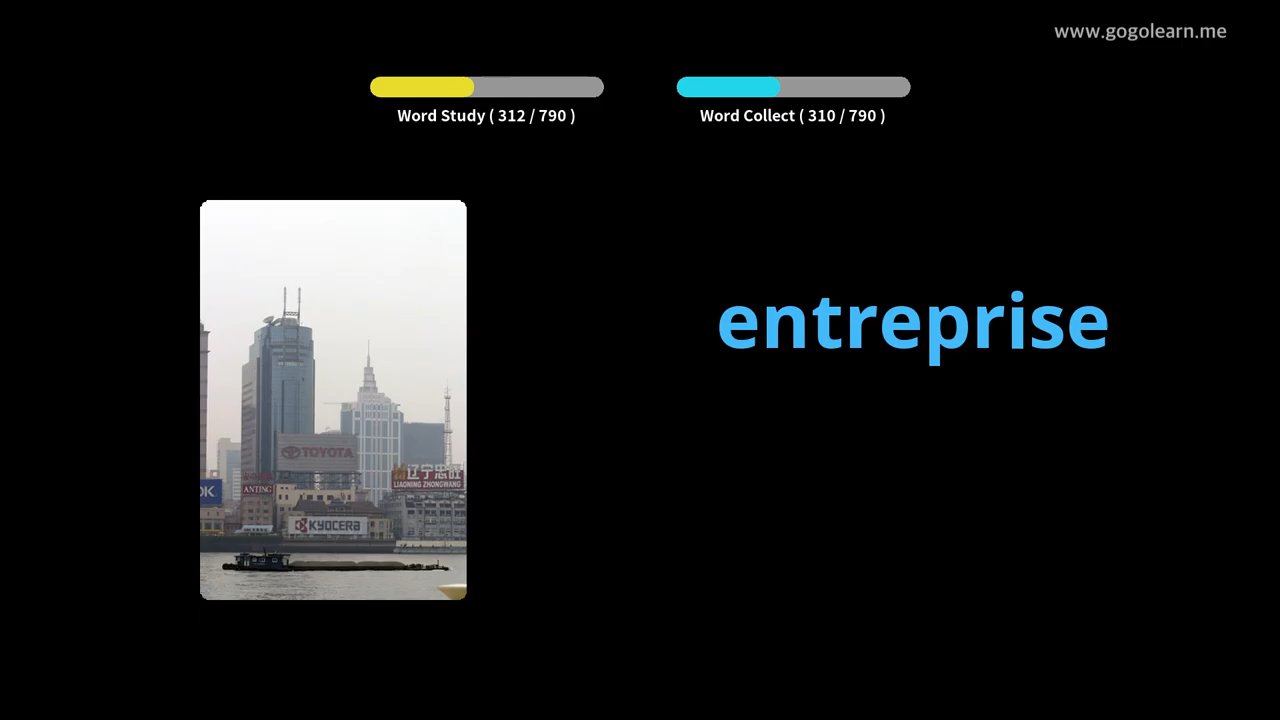 www.gogolearn.me
Word Study ( 312 / 790 )
Word Collect ( 310 / 790 )
entreprise
TOYOTA
辽宁忠旺
LIAONING ZHONGWANG
OK
ANTING
KYOCERA